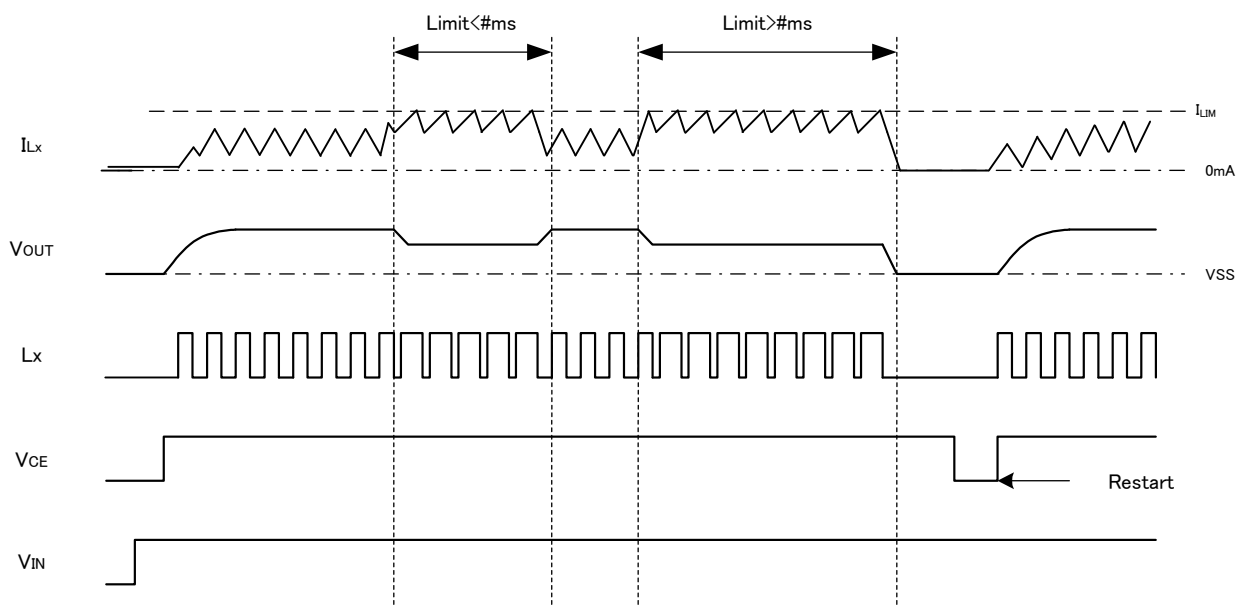 Limit<#ms
Limit>#ms
ILx
ILIM
0mA
VOUT
VSS
Lx
VCE
Restart
VIN